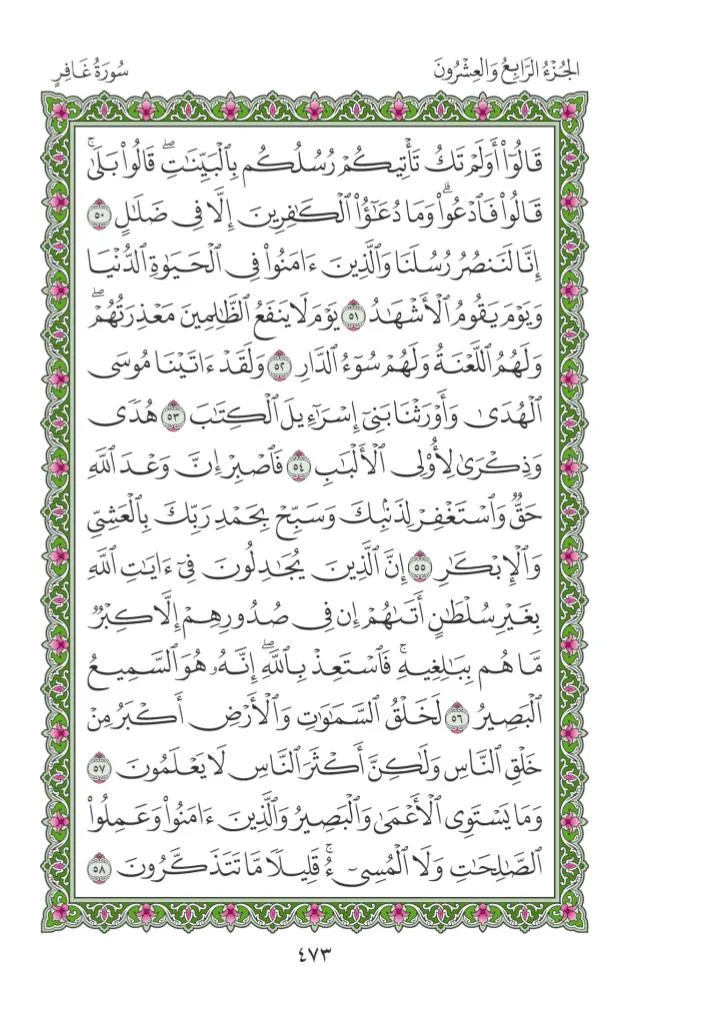 الجُزْءُ الرَّابِعُ وَالعِشْرُونَ
سُورَةُ غَافِرٍ
قَالُوٓا۟ أَوَلَمْ تَكُ تَأْتِيكُمْ رُسُلُكُم بِٱلْبَيِّنَٰتِ ۖ قَالُوا۟ بَلَىٰ ۚ
قَالُوا۟ فَٱدْعُوا۟ ۗ وَمَا دُعَٰٓؤُا۟ ٱلْكَٰفِرِينَ إِلَّا فِى ضَلَٰلٍ ٥٠
إِنَّا لَنَنصُرُ رُسُلَنَا وَٱلَّذِينَ ءَامَنُوا۟ فِى ٱلْحَيَوٰةِ ٱلدُّنْيَا
وَيَوْمَ يَقُومُ ٱلْأَشْهَٰدُ ٥١ يَوْمَ لَا يَنفَعُ ٱلظَّٰلِمِينَ مَعْذِرَتُهُمْ ۖ
وَلَهُمُ ٱللَّعْنَةُ وَلَهُمْ سُوٓءُ ٱلدَّارِ ٥٢ وَلَقَدْ ءَاتَيْنَا مُوسَى
ٱلْهُدَىٰ وَأَوْرَثْنَا بَنِىٓ إِسْرَٰٓءِيلَ ٱلْكِتَٰبَ ٥٣ هُدًى
وَذِكْرَىٰ لِأُو۟لِى ٱلْأَلْبَٰبِ ٥٤ فَٱصْبِرْ إِنَّ وَعْدَ ٱللَّهِ
حَقٌّ وَٱسْتَغْفِرْ لِذَنۢبِكَ وَسَبِّحْ بِحَمْدِ رَبِّكَ بِٱلْعَشِىِّ
وَٱلْإِبْكَٰرِ ٥٥ إِنَّ ٱلَّذِينَ يُجَٰدِلُونَ فِىٓ ءَايَٰتِ ٱللَّهِ
بِغَيْرِ سُلْطَٰنٍ أَتَىٰهُمْ إِن فِى صُدُورِهِمْ إِلَّا كِبْرٌ
مَّا هُم بِبَٰلِغِيهِ ۚ فَٱسْتَعِذْ بِٱللَّهِ ۖ إِنَّهُۥ هُوَ ٱلسَّمِيعُ
ٱلْبَصِيرُ ٥٦ لَخَلْقُ ٱلسَّمَٰوَٰتِ وَٱلْأَرْضِ أَكْبَرُ مِنْ
خَلْقِ ٱلنَّاسِ وَلَٰكِنَّ أَكْثَرَ ٱلنَّاسِ لَا يَعْلَمُونَ ٥٧
وَمَا يَسْتَوِى ٱلْأَعْمَىٰ وَٱلْبَصِيرُ وَٱلَّذِينَ ءَامَنُوا۟ وَعَمِلُوا۟
ٱلصَّٰلِحَٰتِ وَلَا ٱلْمُسِىٓءُ ۚ قَلِيلًا مَّا تَتَذَكَّرُونَ ٥٨
٤٧٣